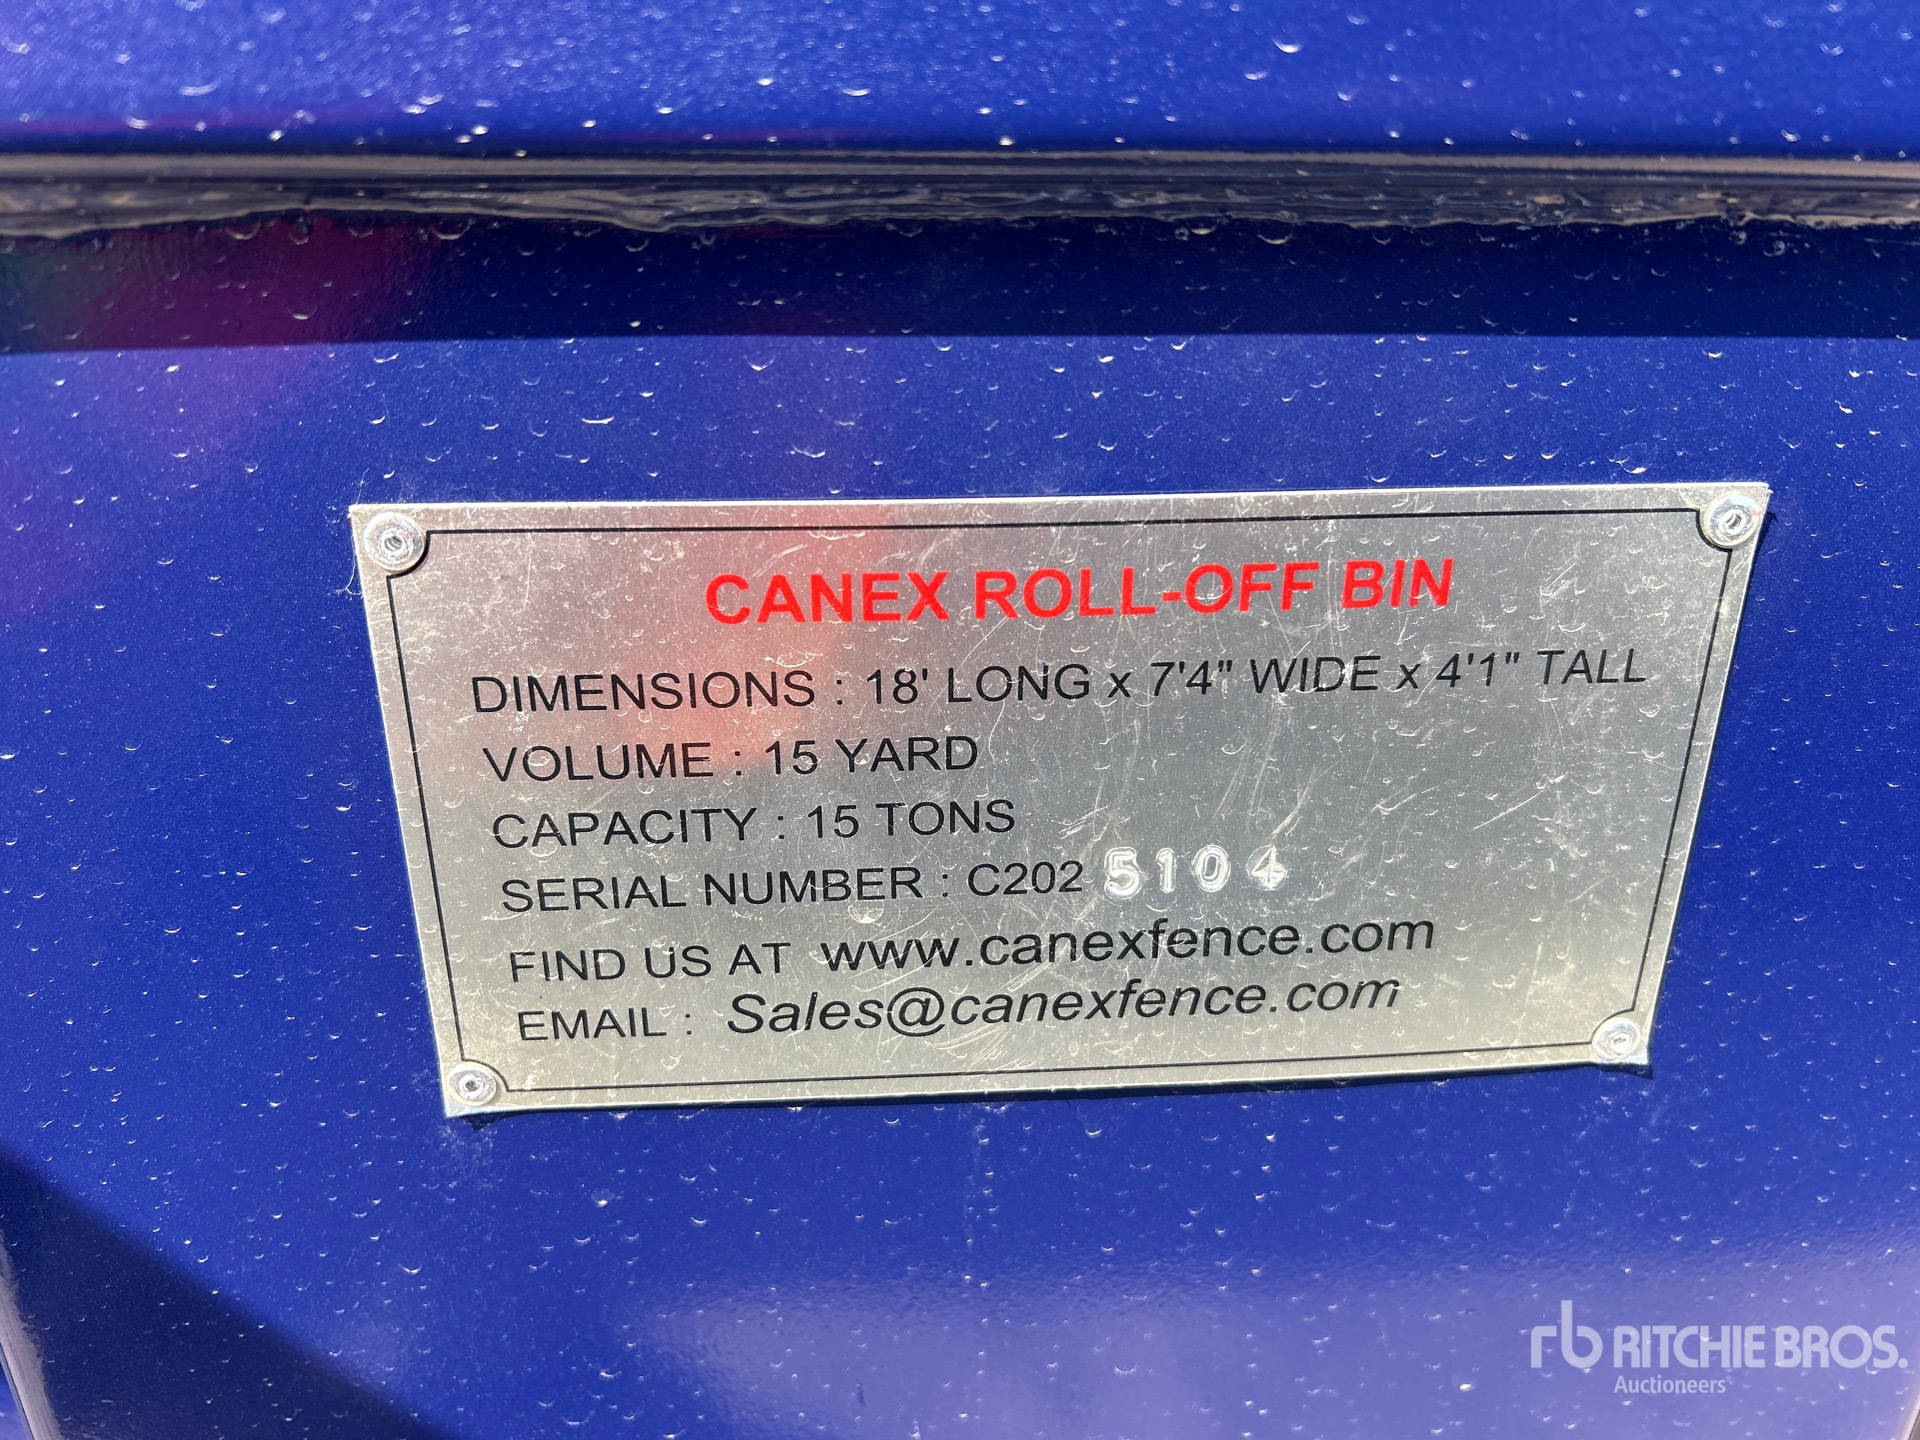 CANEX ROLL-OFF BIN
DIMENSIONS : 18' LONG x 7'4" WIDE x 4'1" TALL
VOLUME : 15 YARD
CAPACITY : 15 TONS
SERIAL NUMBER : C202 5104
FIND US AT www.canexfence.com
EMAIL : Sales@canexfence.com
rb RITCHIE BROS.
Auctioneers